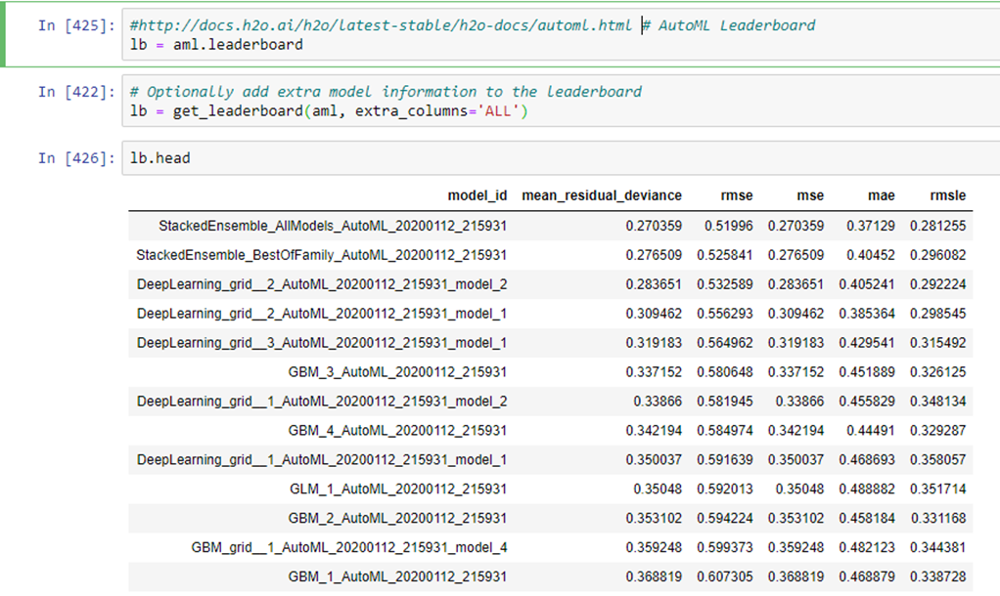 In [425]: #http://docs.h2o.ai/h2o/latest-stable/h2o-docs/automl.html # AutoML Leaderboard
lb = aml.leaderboard
In [422]: # Optionally add extra model information to the leaderboard
lb = get_leaderboard(aml, extra_columns='ALL')
In [426]: lb.head
model_id mean_residual_deviance rmse mse mae rmsle
StackedEnsemble_AllModels_AutoML_20200112_215931 0.270359 0.51996 0.270359 0.37129 0.281255
StackedEnsemble_BestOfFamily_AutoML_20200112_215931 0.276509 0.525841 0.276509 0.40452 0.296082
DeepLearning_grid__2_AutoML_20200112_215931_model_2 0.283651 0.532589 0.283651 0.405241 0.292224
DeepLearning_grid__2_AutoML_20200112_215931_model_1 0.309462 0.556293 0.309462 0.385364 0.298545
DeepLearning_grid__3_AutoML_20200112_215931_model_1 0.319183 0.564962 0.319183 0.429541 0.315492
GBM_3_AutoML_20200112_215931 0.337152 0.580648 0.337152 0.451889 0.326125
DeepLearning_grid__1_AutoML_20200112_215931_model_2 0.33866 0.581945 0.33866 0.455829 0.348134
GBM_4_AutoML_20200112_215931 0.342194 0.584974 0.342194 0.44491 0.329287
DeepLearning_grid__1_AutoML_20200112_215931_model_1 0.350037 0.591639 0.350037 0.468693 0.358057
GLM_1_AutoML_20200112_215931 0.35048 0.592013 0.35048 0.488882 0.351714
GBM_2_AutoML_20200112_215931 0.353102 0.594224 0.353102 0.458184 0.331168
GBM_grid__1_AutoML_20200112_215931_model_4 0.359248 0.599373 0.359248 0.482123 0.344381
GBM_1_AutoML_20200112_215931 0.368819 0.607305 0.368819 0.468879 0.338728